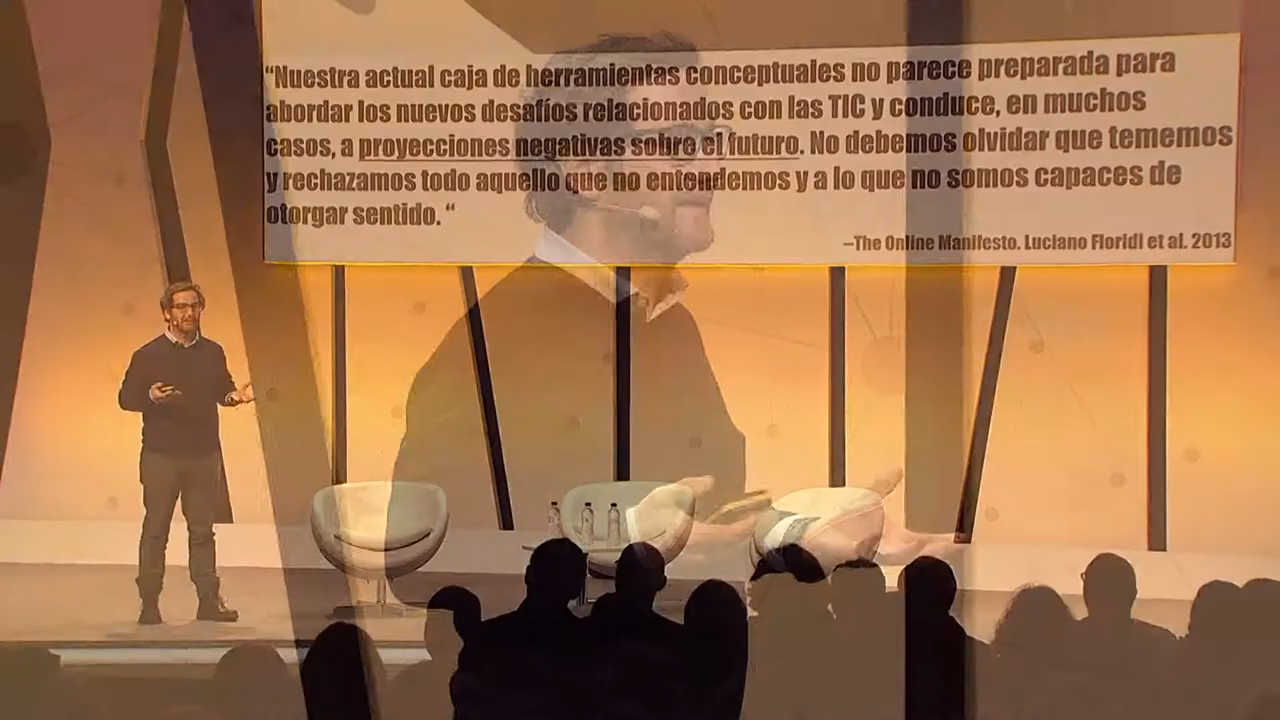 “Nuestra actual caja de herramientas conceptuales no parece preparada para
abordar los nuevos desafíos relacionados con las TIC y conduce, en muchos
casos, a proyecciones negativas sobre el futuro. No debemos olvidar que tememos
y rechazamos todo aquello que no entendemos y a lo que no somos capaces de
otorgar sentido. “
–The Online Manifesto. Luciano Floridi et al. 2013